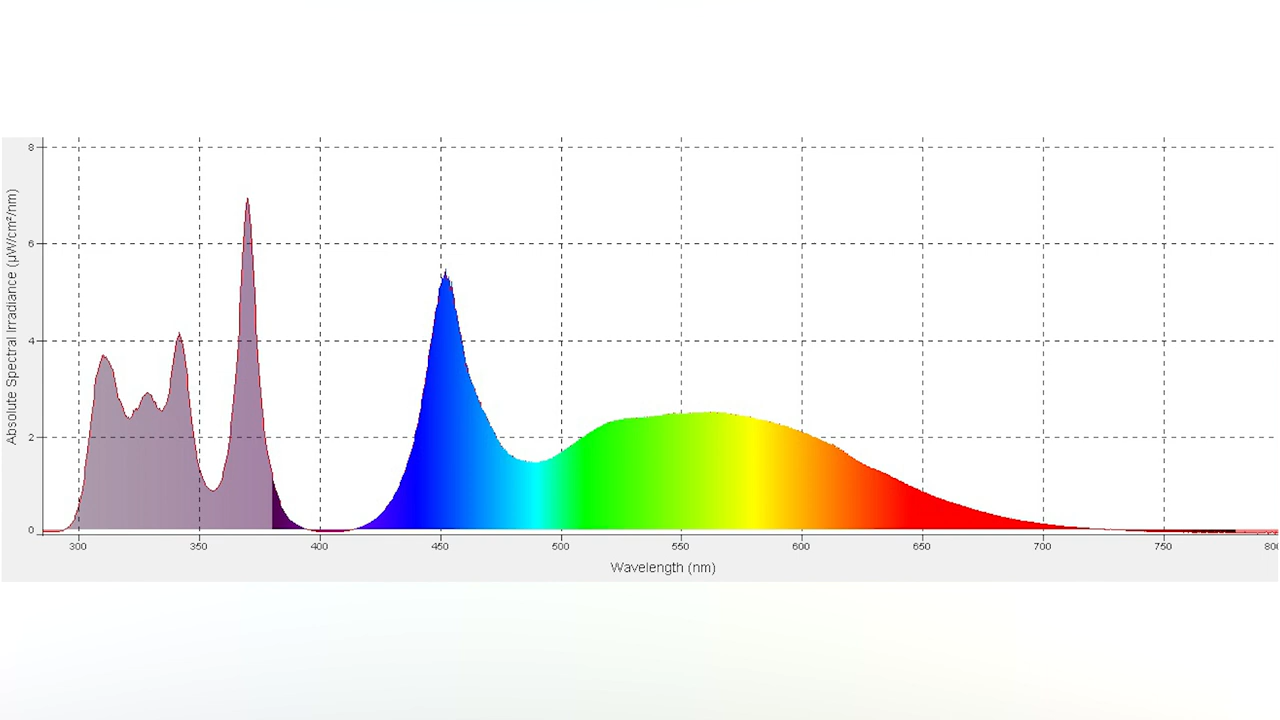 8
6
4
2
0
Absolute Spectral Irradiance (µW/cm²/nm)
300 350 400 450 500 550 600 650 700 750
Wavelength (nm)